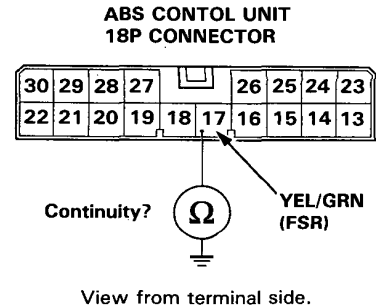 ABS CONTOL UNIT
18P CONNECTOR
30 29 28 27 26 25 24 23
22 21 20 19 18 17 16 15 14 13
Continuity?
Ω
YEL/GRN
(FSR)
View from terminal side.